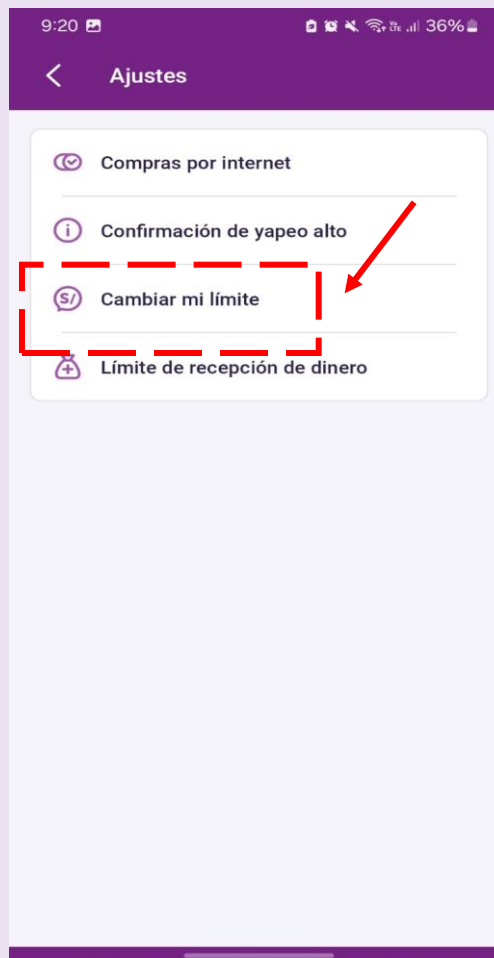 9:20
36%
Ajustes
Compras por internet
Confirmación de yapeo alto
S/ Cambiar mi límite
Límite de recepción de dinero